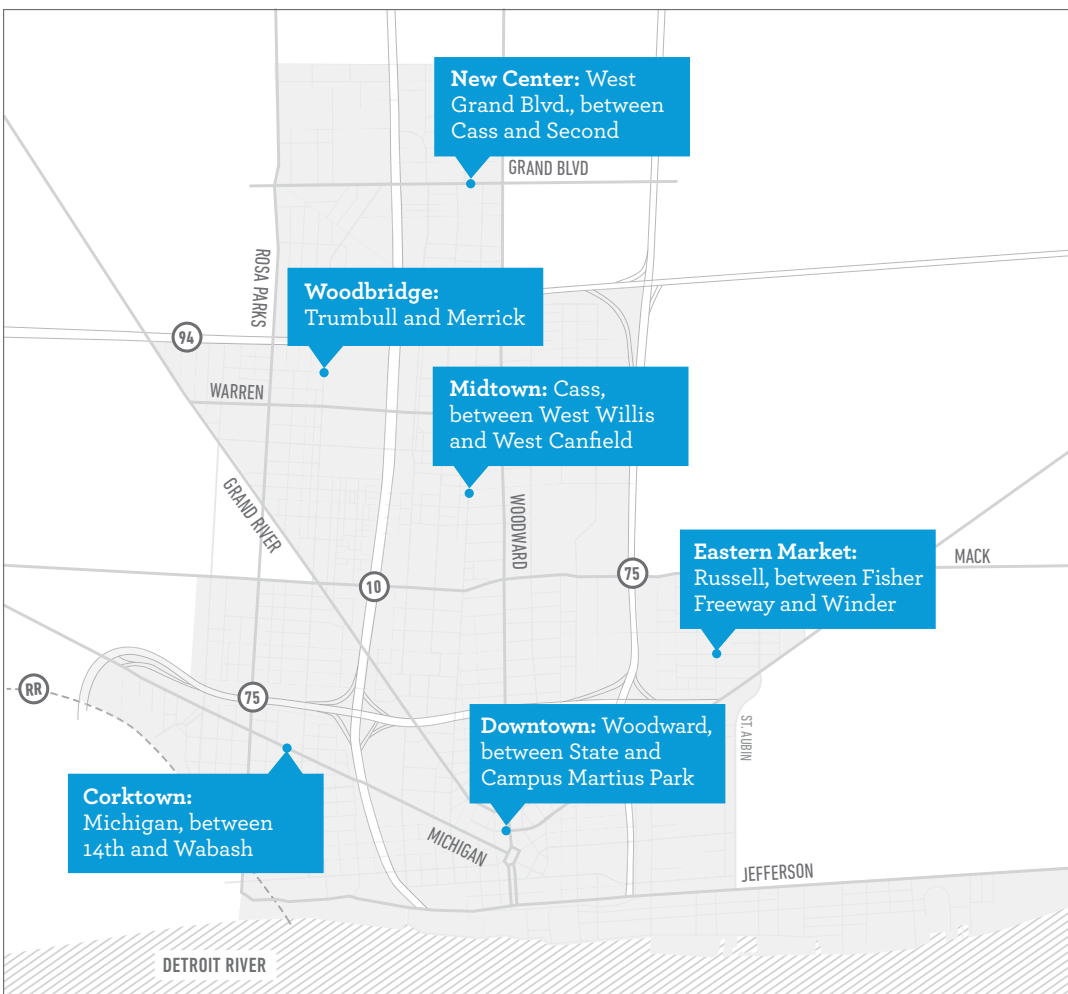 New Center: West
Grand Blvd., between
Cass and Second
GRAND BLVD
ROSA PARKS
Woodbridge:
Trumbull and Merrick
94
WARREN
Midtown: Cass,
between West Willis
and West Canfield
GRAND RIVER
WOODWARD
Eastern Market:
Russell, between Fisher
Freeway and Winder
MACK
75
10
RR
75
Downtown: Woodward,
between State and
Campus Martius Park
ST. AUBIN
Corktown:
Michigan, between
14th and Wabash
MICHIGAN
JEFFERSON
DETROIT RIVER